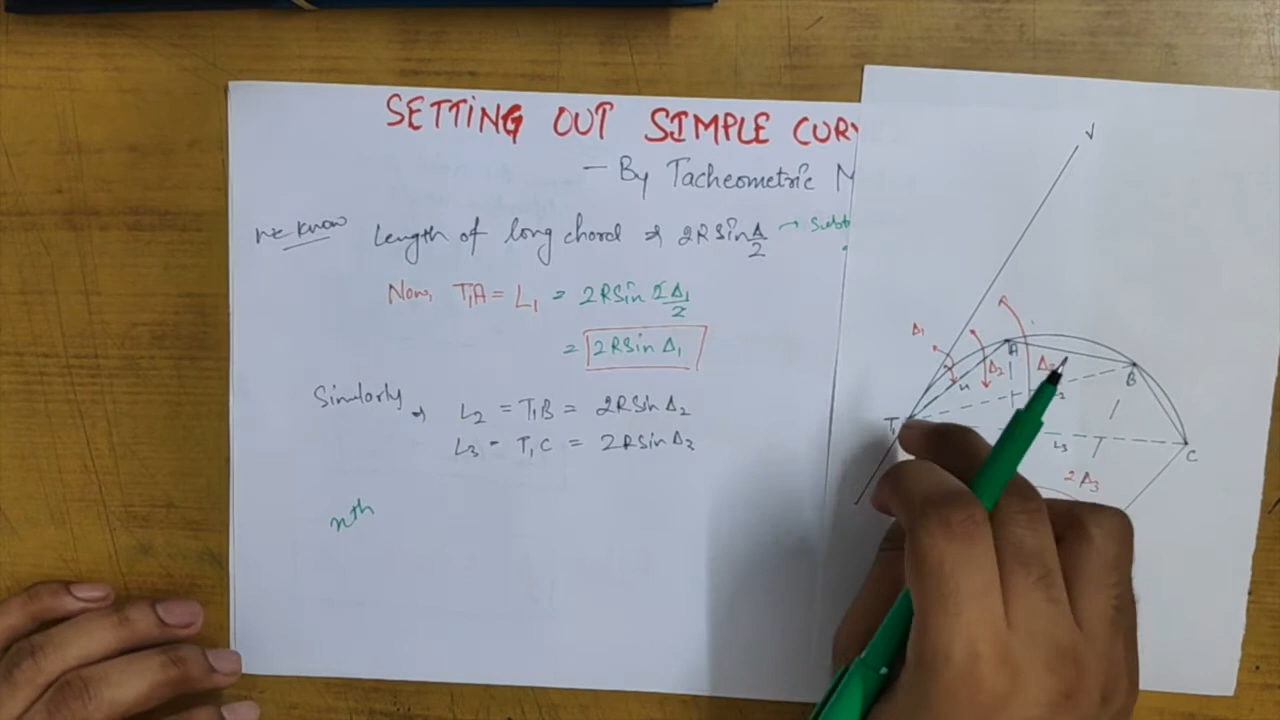 SETTING OUT SIMPLE CURV
— By Tacheometric M
We know Length of long chord ⇒ 2R Sin Δ/2 → Subt
Now, T₁A = L₁ = 2R Sin 2Δ₁/2
= 2R Sin Δ₁
Similarly ⇒ L₂ = T₁B = 2R Sin Δ₂
L₃ = T₁C = 2R Sin Δ₃
nth
V
Δ₁
A
Δ₂
B
L₁
T₁
L₃
C
2Δ₃